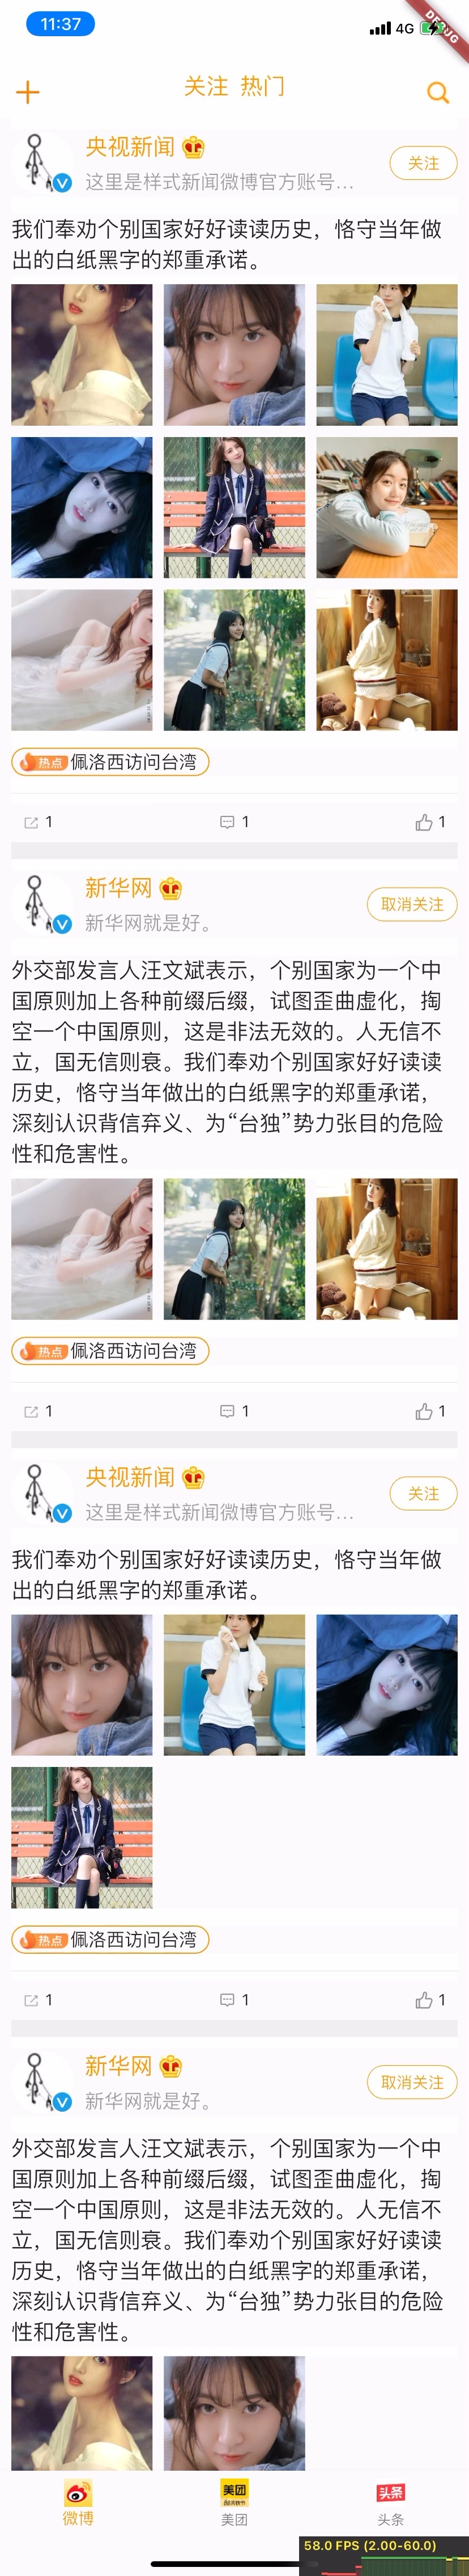 11:37
4G
DEBUG
关注 热门
央视新闻
这里是样式新闻微博官方账号...
关注
我们奉劝个别国家好好读读历史，恪守当年做
出的白纸黑字的郑重承诺。
热点 佩洛西访问台湾
1 1 1
新华网
新华网就是好。
取消关注
外交部发言人汪文斌表示，个别国家为一个中
国原则加上各种前缀后缀，试图歪曲虚化，掏
空一个中国原则，这是非法无效的。人无信不
立，国无信则衰。我们奉劝个别国家好好读读
历史，恪守当年做出的白纸黑字的郑重承诺，
深刻认识背信弃义、为“台独”势力张目的危险
性和危害性。
热点 佩洛西访问台湾
1 1 1
央视新闻
这里是样式新闻微博官方账号...
关注
我们奉劝个别国家好好读读历史，恪守当年做
出的白纸黑字的郑重承诺。
热点 佩洛西访问台湾
1 1 1
新华网
新华网就是好。
取消关注
外交部发言人汪文斌表示，个别国家为一个中
国原则加上各种前缀后缀，试图歪曲虚化，掏
空一个中国原则，这是非法无效的。人无信不
立，国无信则衰。我们奉劝个别国家好好读读
历史，恪守当年做出的白纸黑字的郑重承诺，
深刻认识背信弃义、为“台独”势力张目的危险
性和危害性。
美团
头条
微博
美团
头条
58.0 FPS (2.00-60.0)